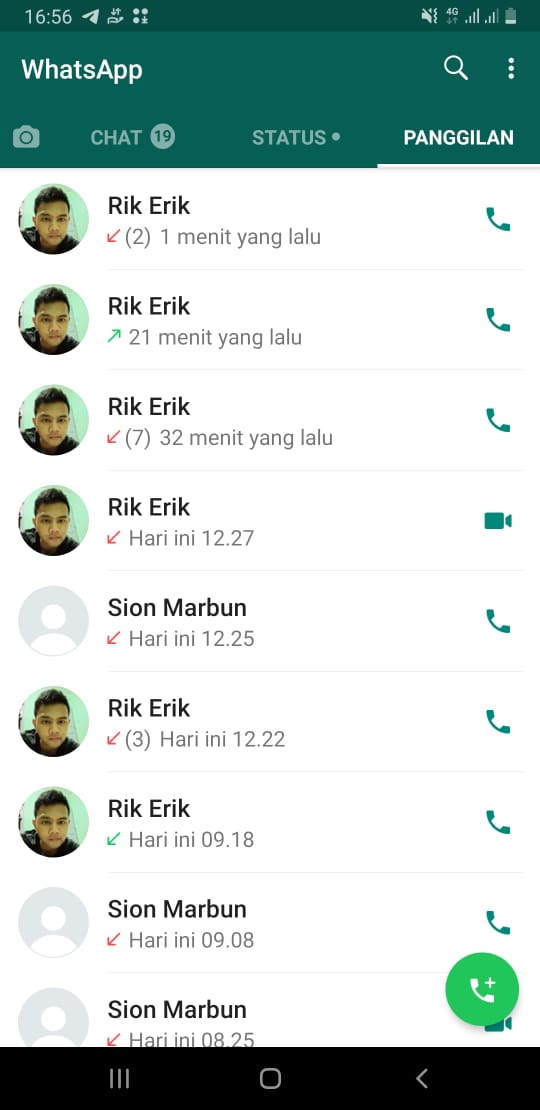 16:56 4G
WhatsApp
CHAT 19 STATUS PANGGILAN
Rik Erik
(2) 1 menit yang lalu
Rik Erik
21 menit yang lalu
Rik Erik
(7) 32 menit yang lalu
Rik Erik
Hari ini 12.27
Sion Marbun
Hari ini 12.25
Rik Erik
(3) Hari ini 12.22
Rik Erik
Hari ini 09.18
Sion Marbun
Hari ini 09.08
Sion Marbun
Hari ini 08.25